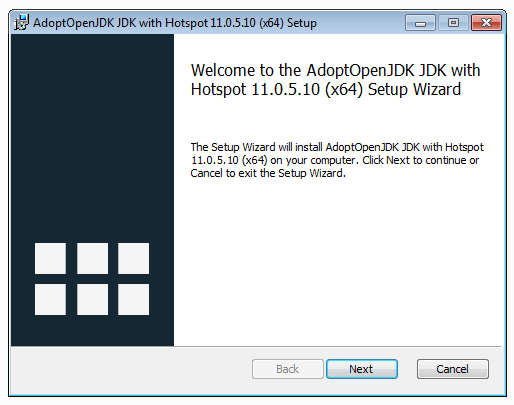 AdoptOpenJDK JDK with Hotspot 11.0.5.10 (x64) Setup
Welcome to the AdoptOpenJDK JDK with
Hotspot 11.0.5.10 (x64) Setup Wizard
The Setup Wizard will install AdoptOpenJDK JDK with Hotspot
11.0.5.10 (x64) on your computer. Click Next to continue or
Cancel to exit the Setup Wizard.
Back
Next
Cancel